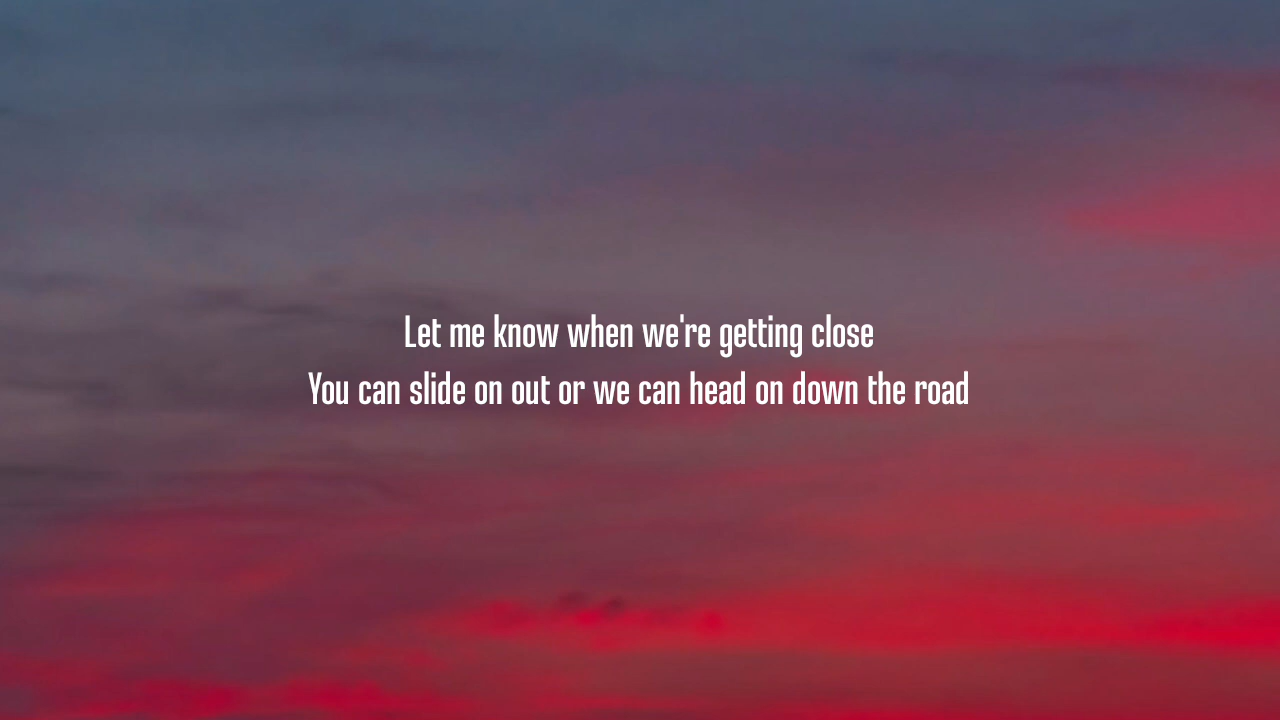 Let me know when we're getting close
You can slide on out or we can head on down the road